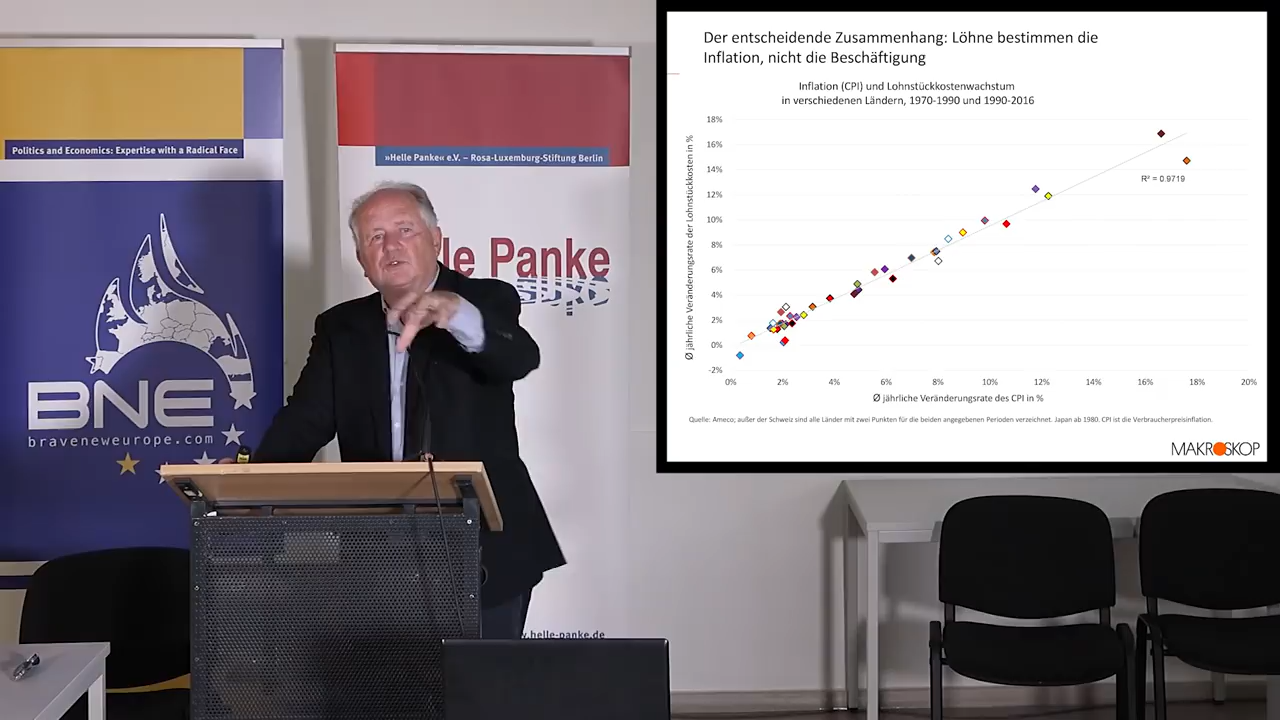 Politics and Economics: Expertise with a Radical Face
BNE
braveneweurope.com
»Helle Panke« e.V. – Rosa-Luxemburg-Stiftung Berlin
le Panke
.helle-panke.de
Der entscheidende Zusammenhang: Löhne bestimmen die
Inflation, nicht die Beschäftigung
Inflation (CPI) und Lohnstückkostenwachstum
in verschiedenen Ländern, 1970-1990 und 1990-2016
Ø jährliche Veränderungsrate der Lohnstückkosten in %
18%
16%
14%
12%
10%
8%
6%
4%
2%
0%
-2%
R² = 0.9719
0% 2% 4% 6% 8% 10% 12% 14% 16% 18% 20%
Ø jährliche Veränderungsrate des CPI in %
Quelle: Ameco; außer der Schweiz sind alle Länder mit zwei Punkten für die beiden angegebenen Perioden verzeichnet. Japan ab 1980. CPI ist die Verbraucherpreisinflation.
MAKROSKOP